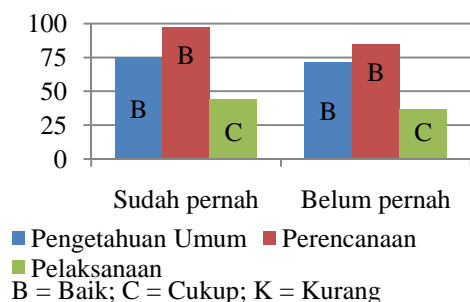 100
75
50
25
0
B
B
C
B
B
C
Sudah pernah
Belum pernah
Pengetahuan Umum
Perencanaan
Pelaksanaan
B = Baik; C = Cukup; K = Kurang